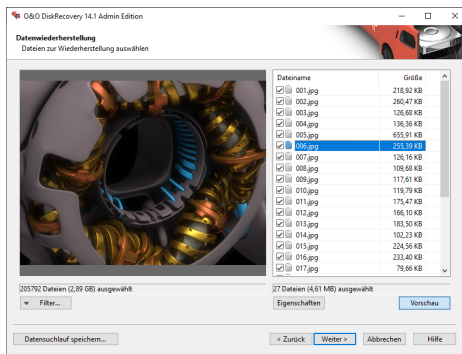 O&O DiskRecovery 14.1 Admin Edition
Datenwiederherstellung
Dateien zur Wiederherstellung auswählen
Dateiname Größe
001.jpg 218,92 KB
002.jpg 260,47 KB
003.jpg 126,68 KB
004.jpg 136,36 KB
005.jpg 655,91 KB
006.jpg 255,39 KB
007.jpg 126,16 KB
008.jpg 109,68 KB
009.jpg 117,61 KB
010.jpg 119,79 KB
011.jpg 175,47 KB
012.jpg 166,10 KB
013.jpg 183,50 KB
014.jpg 102,23 KB
015.jpg 224,56 KB
016.jpg 233,40 KB
017.jpg 79,66 KB
205792 Dateien (2,89 GB) ausgewählt
27 Dateien (4,61 MB) ausgewählt
Filter...
Eigenschaften
Vorschau
Datensuchlauf speichern...
< Zurück
Weiter >
Abbrechen
Hilfe